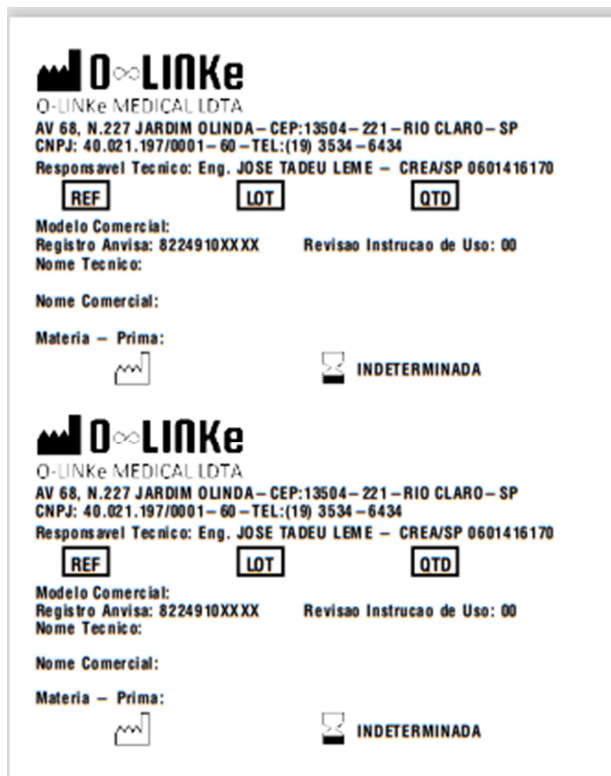 O∞LINKe
O-LINKe MEDICAL LDTA
AV 68, N.227 JARDIM OLINDA – CEP:13504 – 221 – RIO CLARO – SP
CNPJ: 40.021.197/0001 – 60 – TEL:(19) 3534 – 6434
Responsavel Tecnico: Eng. JOSE TADEU LEME – CREA/SP 0601416170
REF LOT QTD
Modelo Comercial:
Registro Anvisa: 8224910XXXX Revisao Instrucao de Uso: 00
Nome Tecnico:
Nome Comercial:
Materia – Prima:
INDETERMINADA
O∞LINKe
O-LINKe MEDICAL LDTA
AV 68, N.227 JARDIM OLINDA – CEP:13504 – 221 – RIO CLARO – SP
CNPJ: 40.021.197/0001 – 60 – TEL:(19) 3534 – 6434
Responsavel Tecnico: Eng. JOSE TADEU LEME – CREA/SP 0601416170
REF LOT QTD
Modelo Comercial:
Registro Anvisa: 8224910XXXX Revisao Instrucao de Uso: 00
Nome Tecnico:
Nome Comercial:
Materia – Prima:
INDETERMINADA